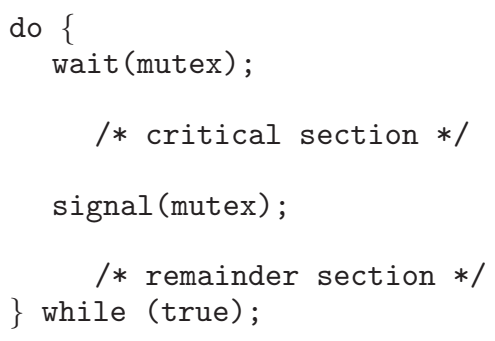 do {
wait(mutex);
/* critical section */
signal(mutex);
/* remainder section */
} while (true);